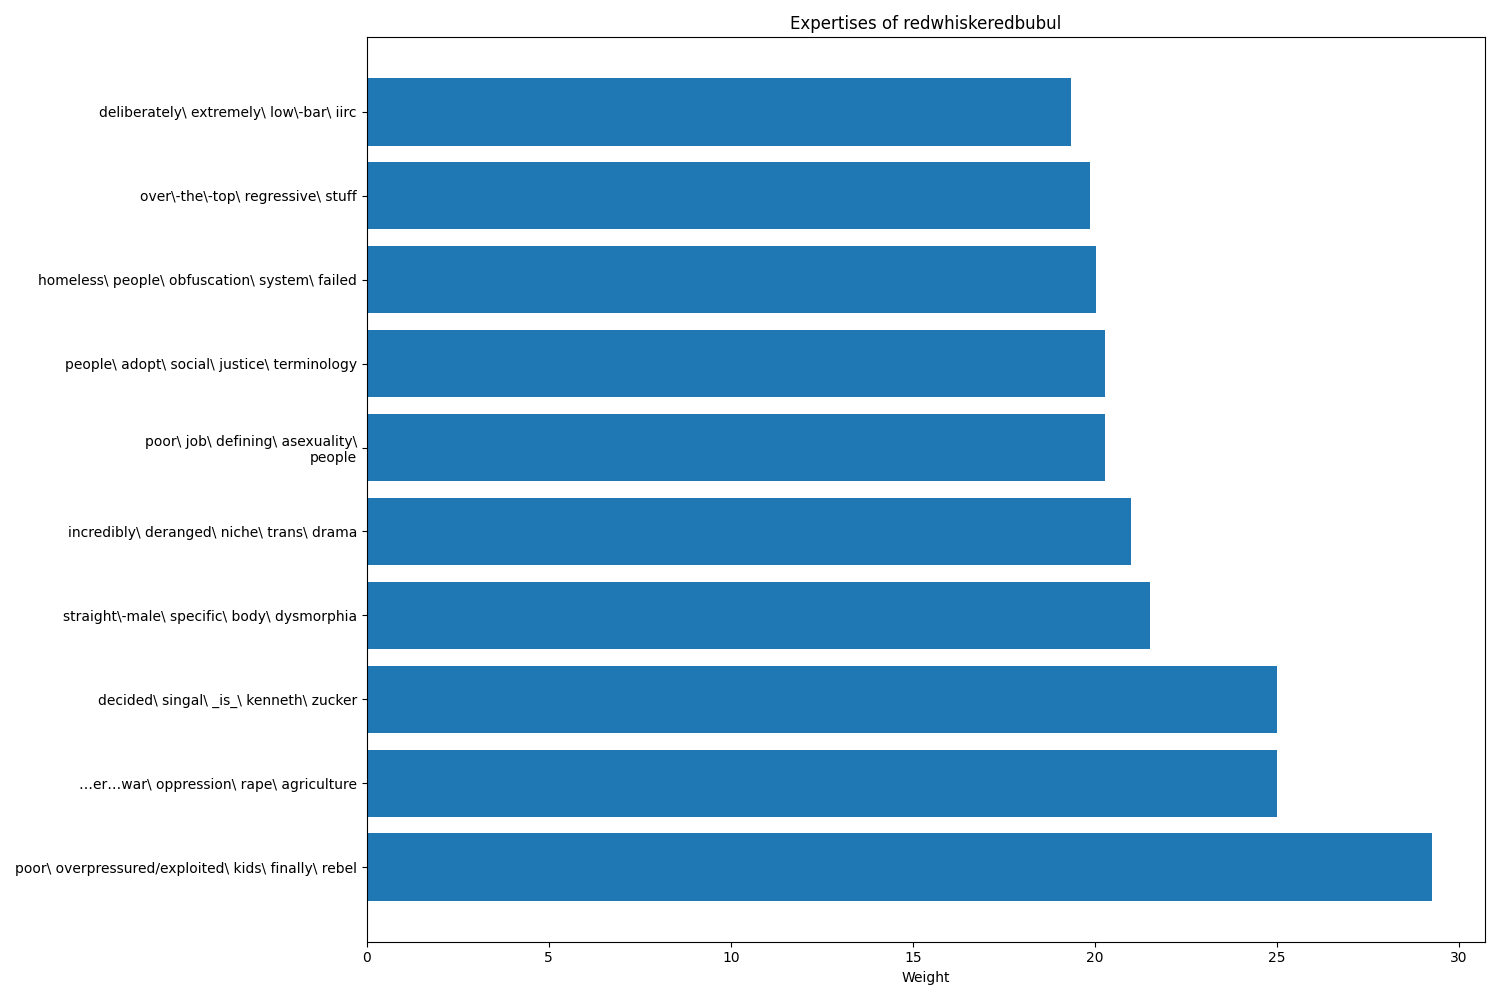 Expertises of redwhiskeredbubul
deliberately\ extremely\ low\-bar\ iirc
over\-the\-top\ regressive\ stuff
homeless\ people\ obfuscation\ system\ failed
people\ adopt\ social\ justice\ terminology
poor\ job\ defining\ asexuality\
people
incredibly\ deranged\ niche\ trans\ drama
straight\-male\ specific\ body\ dysmorphia
decided\ singal\ _is_\ kenneth\ zucker
…er…war\ oppression\ rape\ agriculture
poor\ overpressured/exploited\ kids\ finally\ rebel
0 5 10 15 20 25 30
Weight